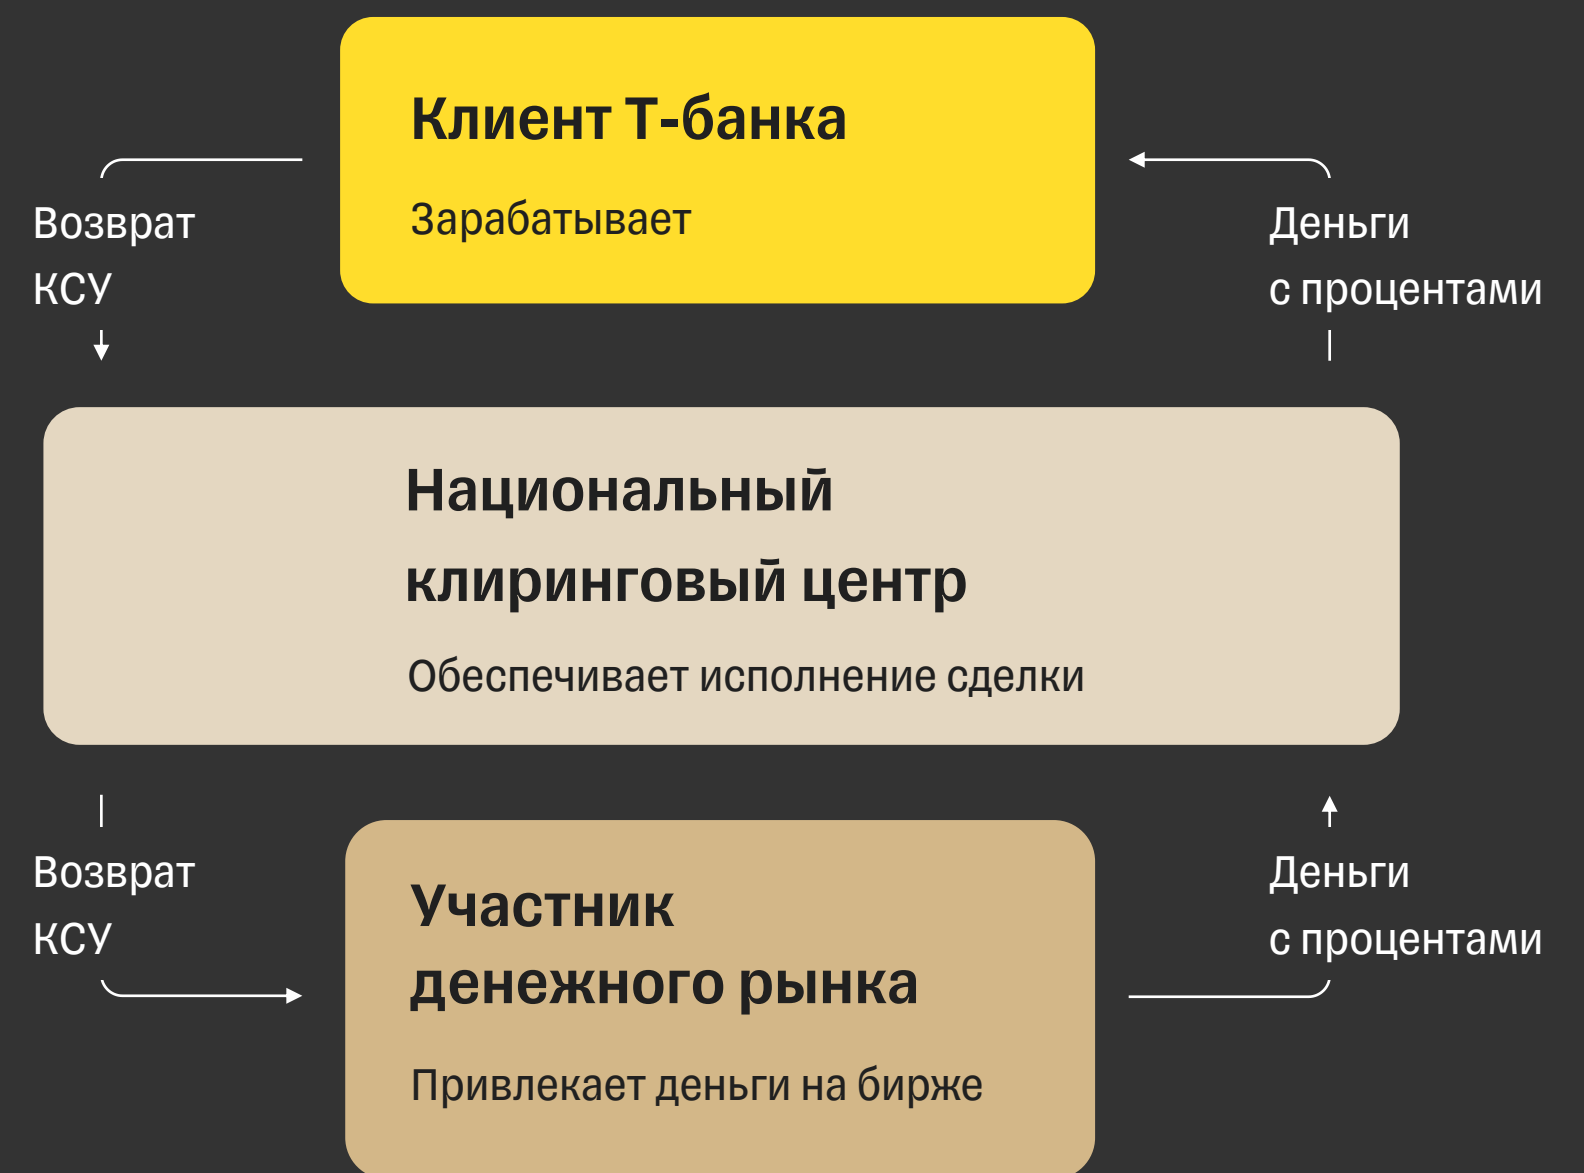 Клиент Т-банка
Зарабатывает
Возврат
КСУ
Деньги
с процентами
Национальный
клиринговый центр
Обеспечивает исполнение сделки
Возврат
КСУ
Деньги
с процентами
Участник
денежного рынка
Привлекает деньги на бирже